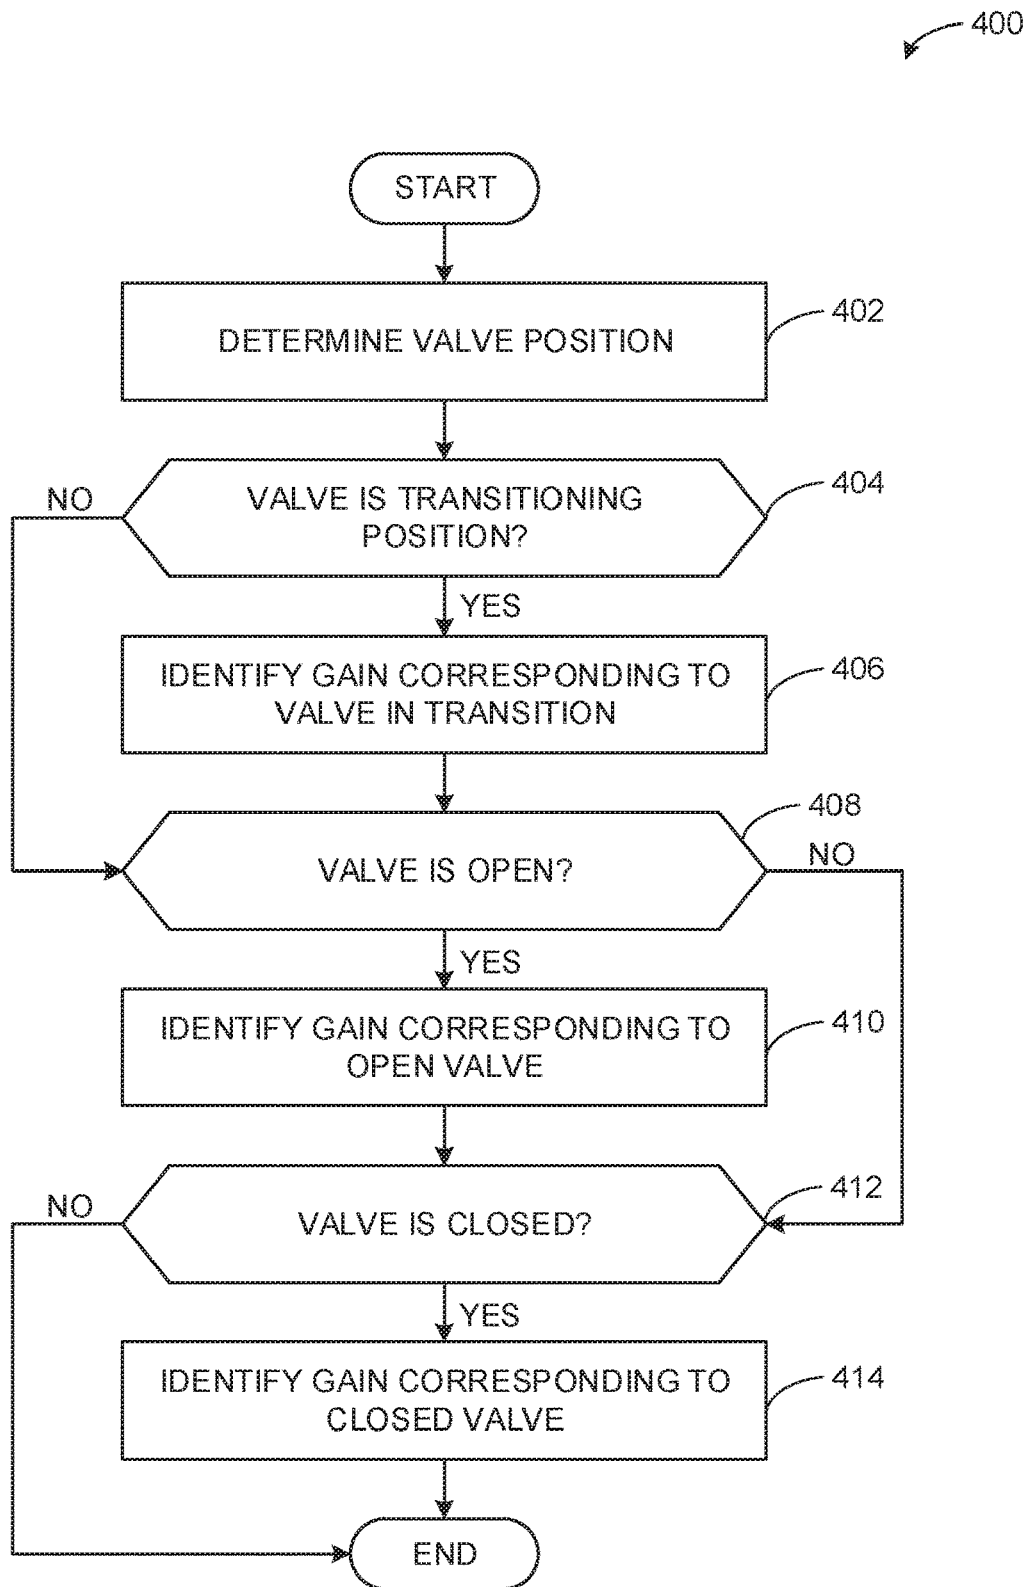 400
START
DETERMINE VALVE POSITION
402
NO
VALVE IS TRANSITIONING
POSITION?
404
YES
IDENTIFY GAIN CORRESPONDING TO
VALVE IN TRANSITION
406
408
VALVE IS OPEN?
NO
YES
IDENTIFY GAIN CORRESPONDING TO
OPEN VALVE
410
NO
VALVE IS CLOSED?
412
YES
IDENTIFY GAIN CORRESPONDING TO
CLOSED VALVE
414
END